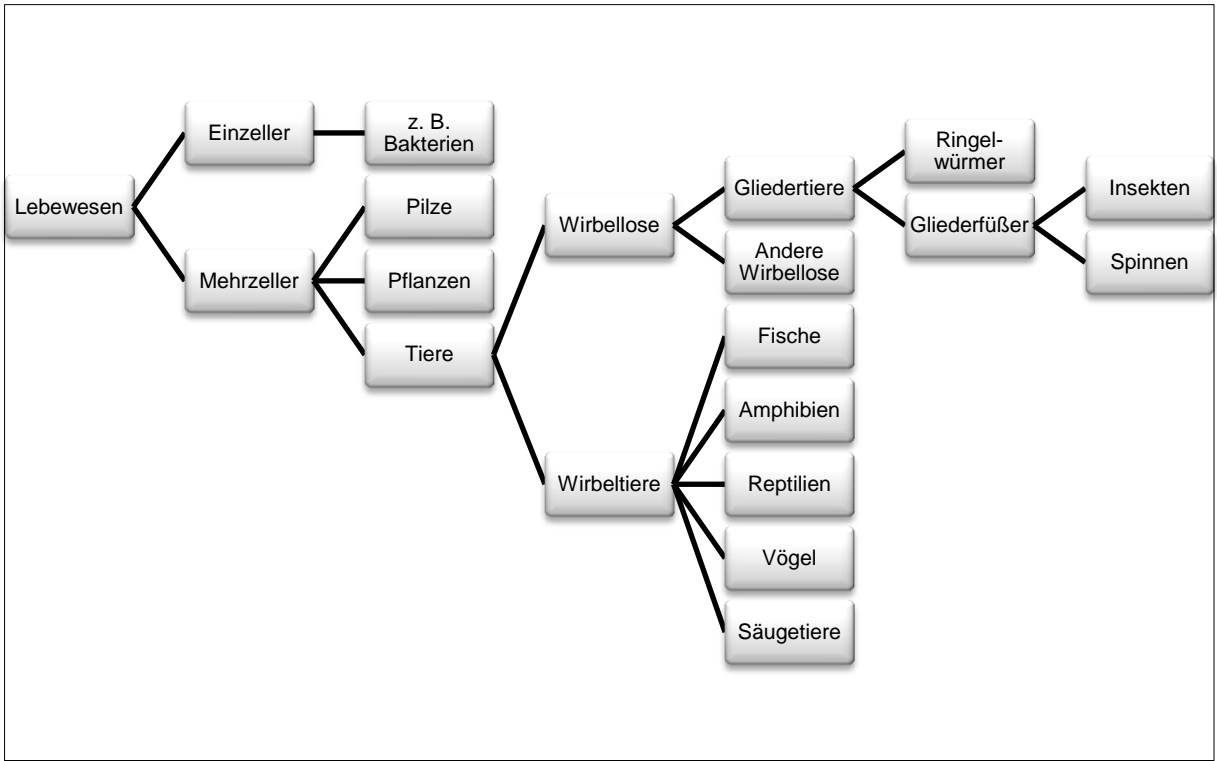 Lebewesen
Einzeller
z. B.
Bakterien
Mehrzeller
Pilze
Pflanzen
Tiere
Wirbellose
Gliedertiere
Ringel-
würmer
Gliederfüßer
Insekten
Spinnen
Andere
Wirbellose
Wirbeltiere
Fische
Amphibien
Reptilien
Vögel
Säugetiere